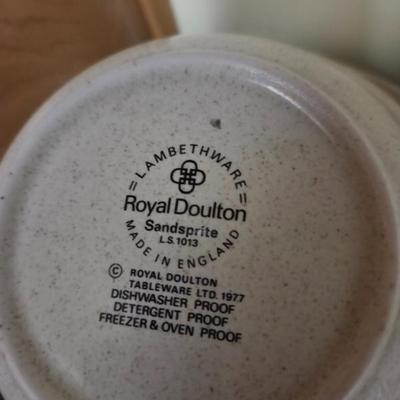 =LAMBETHWARE=
Royal Doulton
Sandsprite
L.S.1013
MADE IN ENGLAND
© ROYAL DOULTON
TABLEWARE LTD. 1977
DISHWASHER PROOF
DETERGENT PROOF
FREEZER & OVEN PROOF